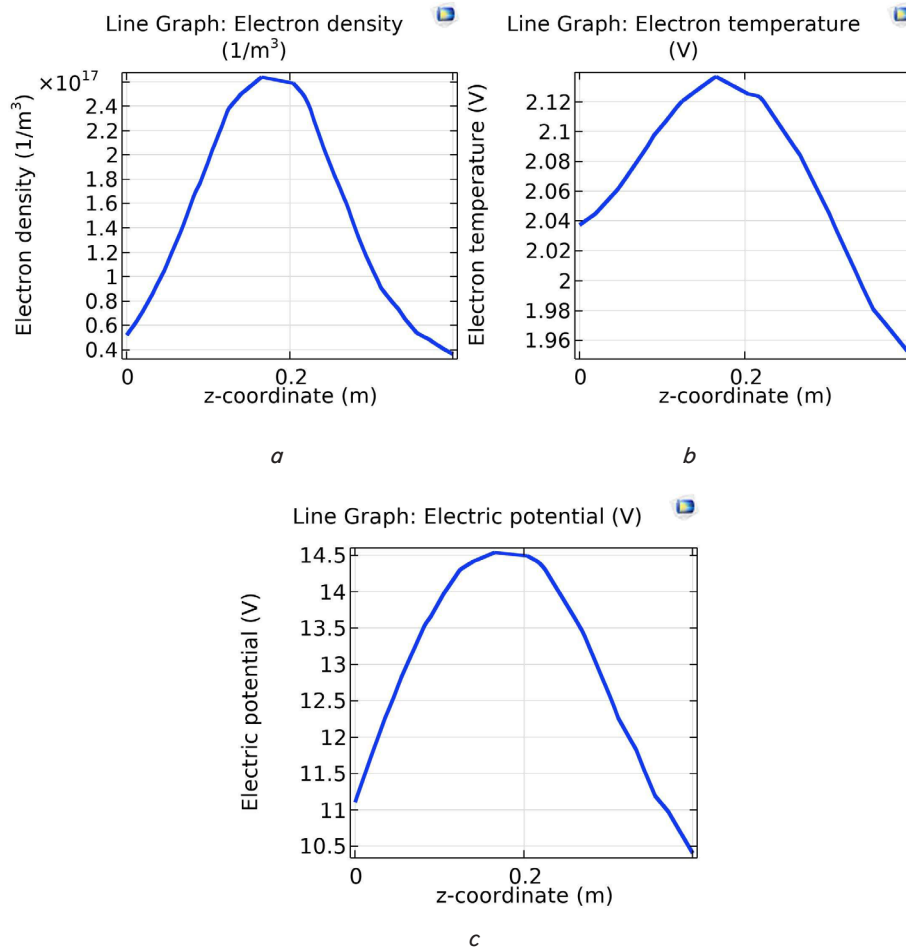 Line Graph: Electron density
(1/m³)
×10¹⁷
Electron density (1/m³)
2.4
2.2
2
1.8
1.6
1.4
1.2
1
0.8
0.6
0.4
0
0.2
z-coordinate (m)
a
Line Graph: Electron temperature
(V)
Electron temperature (V)
2.12
2.1
2.08
2.06
2.04
2.02
2
1.98
1.96
0
0.2
z-coordinate (m)
b
Line Graph: Electric potential (V)
Electric potential (V)
14.5
14
13.5
13
12.5
12
11.5
11
10.5
0
0.2
z-coordinate (m)
c